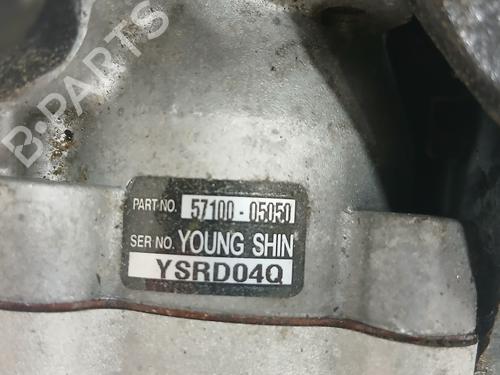 B-PARTS
PART NO. 57100-05050
SER NO. YOUNG SHIN
YSRD04Q